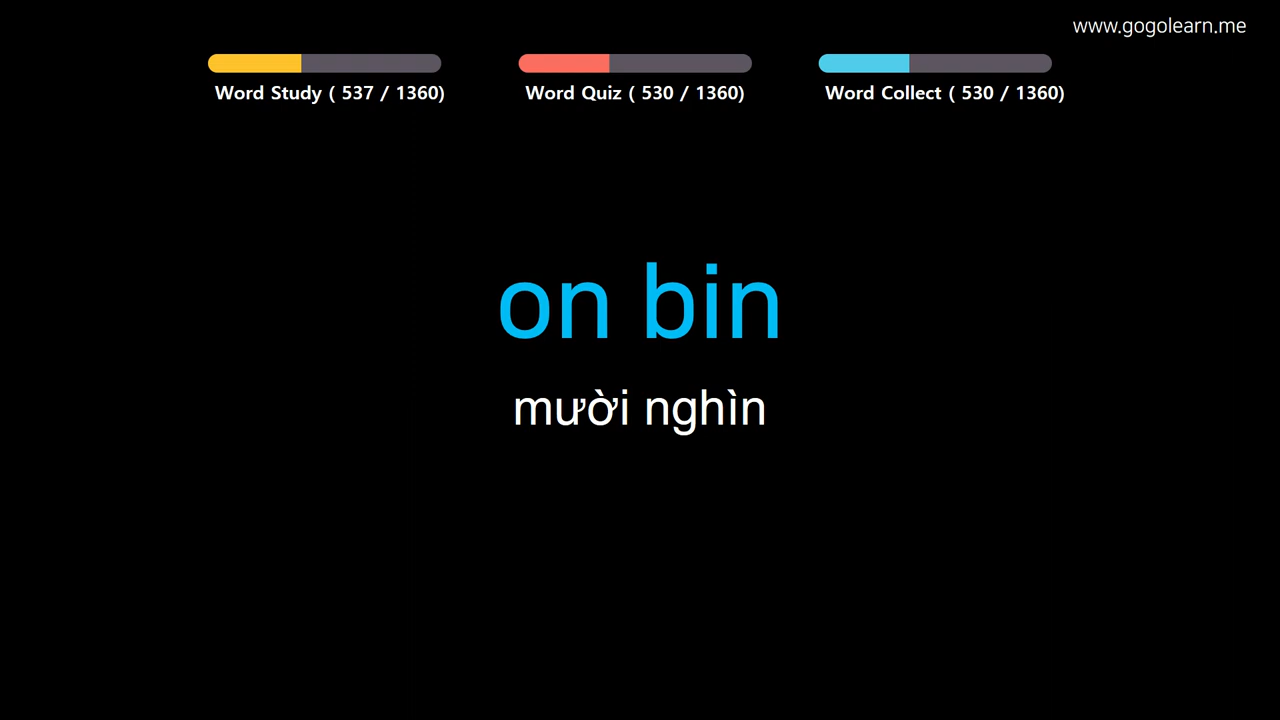 www.gogolearn.me
Word Study ( 537 / 1360)
Word Quiz ( 530 / 1360)
Word Collect ( 530 / 1360)
on bin
mười nghìn